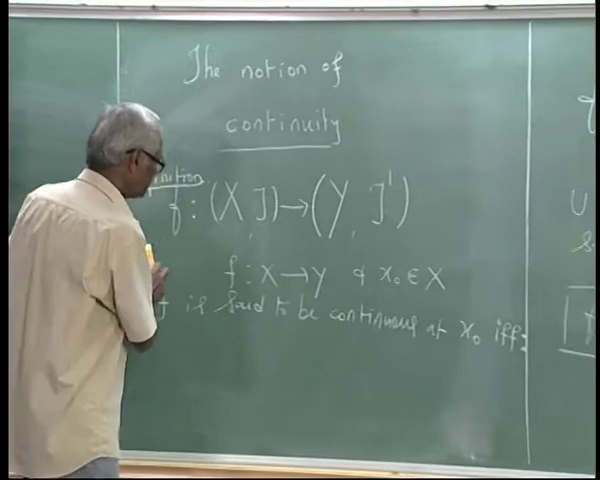 The notion of
continuity
f : (X, J) → (Y, J')
f : X → Y & x₀ ∈ X
f is said to be continuous at x₀ iff: